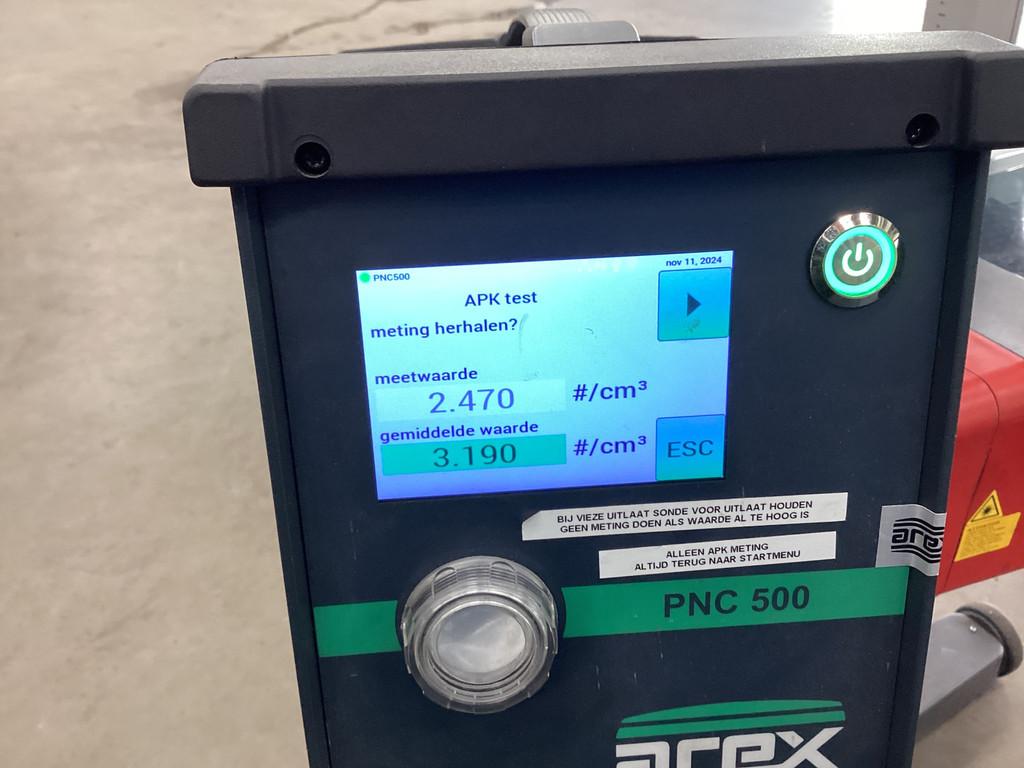 PNC500
nov 11, 2024
APK test
meting herhalen?
meetwaarde
2.470 #/cm³
gemiddelde waarde
3.190 #/cm³
ESC
BIJ VIEZE UITLAAT SONDE VOOR UITLAAT HOUDEN
GEEN METING DOEN ALS WAARDE AL TE HOOG IS
ALLEEN APK METING
ALTIJD TERUG NAAR STARTMENU
arex
PNC 500
arex